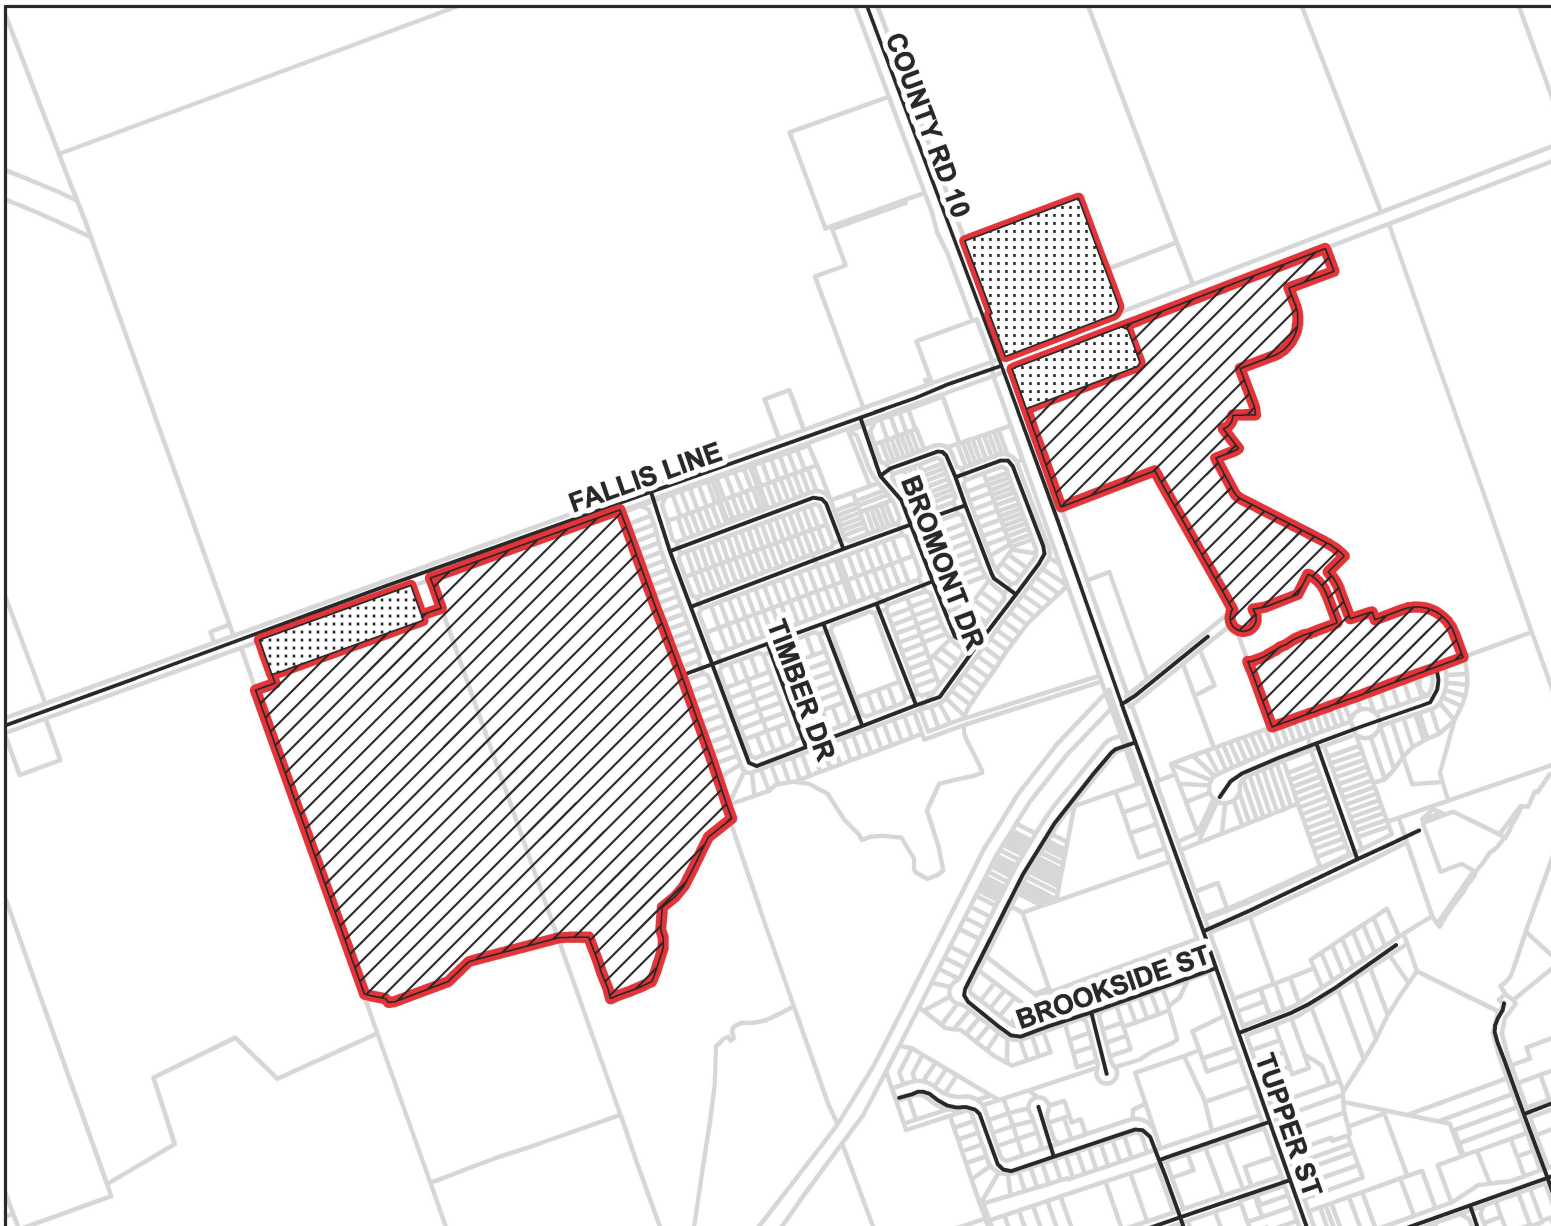 COUNTY RD 10
FALLIS LINE
BROMONT DR
TIMBER DR
BROOKSIDE ST
TUPPER ST